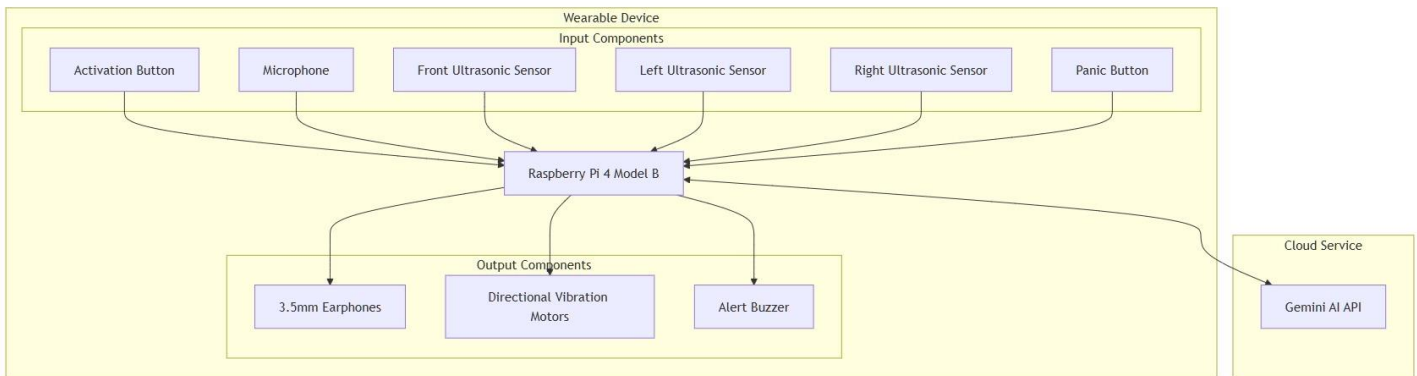 Wearable Device
Input Components
Activation Button
Microphone
Front Ultrasonic Sensor
Left Ultrasonic Sensor
Right Ultrasonic Sensor
Panic Button
Raspberry Pi 4 Model B
Output Components
3.5mm Earphones
Directional Vibration
Motors
Alert Buzzer
Cloud Service
Gemini AI API